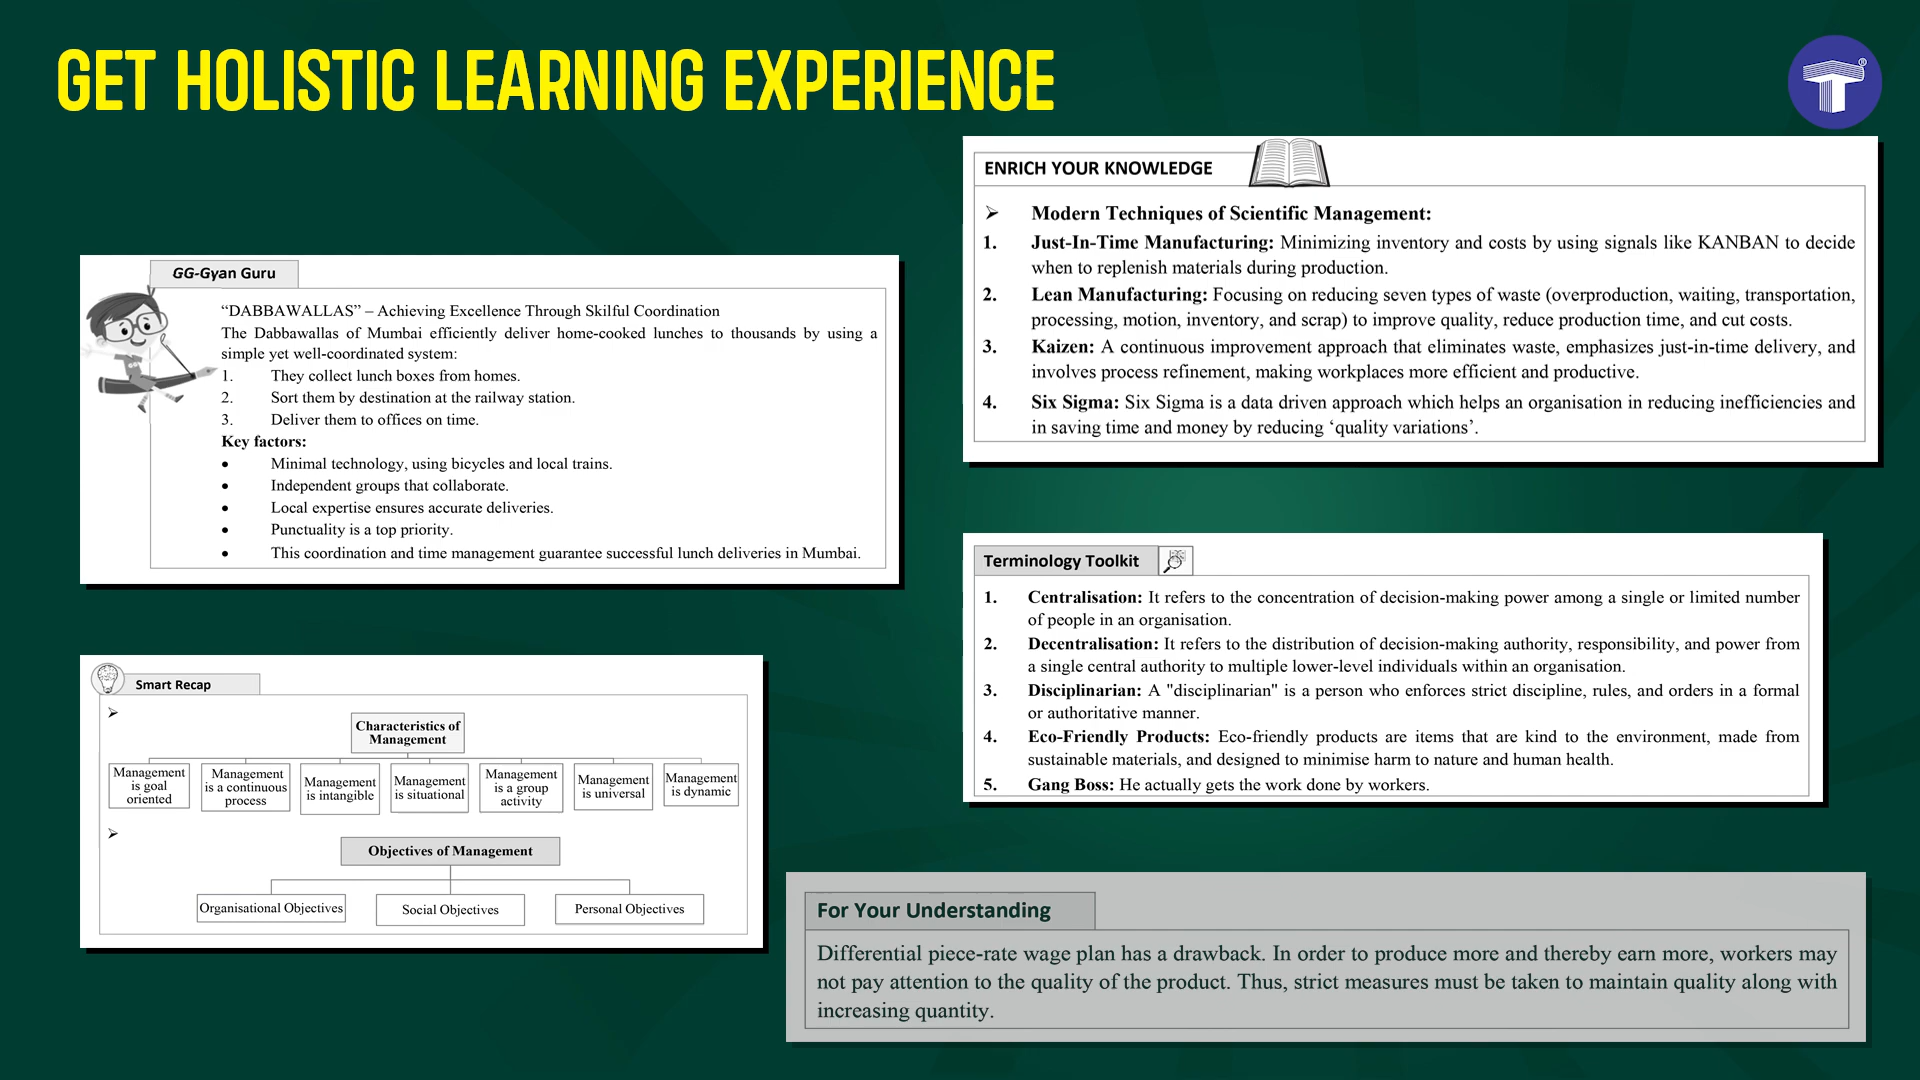 GET HOLISTIC LEARNING EXPERIENCE
T®
GG-Gyan Guru
“DABBAWALLAS” – Achieving Excellence Through Skilful Coordination
The Dabbawallas of Mumbai efficiently deliver home-cooked lunches to thousands by using a
simple yet well-coordinated system:
1. They collect lunch boxes from homes.
2. Sort them by destination at the railway station.
3. Deliver them to offices on time.
Key factors:
• Minimal technology, using bicycles and local trains.
• Independent groups that collaborate.
• Local expertise ensures accurate deliveries.
• Punctuality is a top priority.
• This coordination and time management guarantee successful lunch deliveries in Mumbai.
Smart Recap
➢
Characteristics of
Management
Management
is goal
oriented
Management
is a continuous
process
Management
is intangible
Management
is situational
Management
is a group
activity
Management
is universal
Management
is dynamic
➢
Objectives of Management
Organisational Objectives
Social Objectives
Personal Objectives
ENRICH YOUR KNOWLEDGE
➢ Modern Techniques of Scientific Management:
1. Just-In-Time Manufacturing: Minimizing inventory and costs by using signals like KANBAN to decide
when to replenish materials during production.
2. Lean Manufacturing: Focusing on reducing seven types of waste (overproduction, waiting, transportation,
processing, motion, inventory, and scrap) to improve quality, reduce production time, and cut costs.
3. Kaizen: A continuous improvement approach that eliminates waste, emphasizes just-in-time delivery, and
involves process refinement, making workplaces more efficient and productive.
4. Six Sigma: Six Sigma is a data driven approach which helps an organisation in reducing inefficiencies and
in saving time and money by reducing ‘quality variations’.
Terminology Toolkit
1. Centralisation: It refers to the concentration of decision-making power among a single or limited number
of people in an organisation.
2. Decentralisation: It refers to the distribution of decision-making authority, responsibility, and power from
a single central authority to multiple lower-level individuals within an organisation.
3. Disciplinarian: A "disciplinarian" is a person who enforces strict discipline, rules, and orders in a formal
or authoritative manner.
4. Eco-Friendly Products: Eco-friendly products are items that are kind to the environment, made from
sustainable materials, and designed to minimise harm to nature and human health.
5. Gang Boss: He actually gets the work done by workers.
For Your Understanding
Differential piece-rate wage plan has a drawback. In order to produce more and thereby earn more, workers may
not pay attention to the quality of the product. Thus, strict measures must be taken to maintain quality along with
increasing quantity.